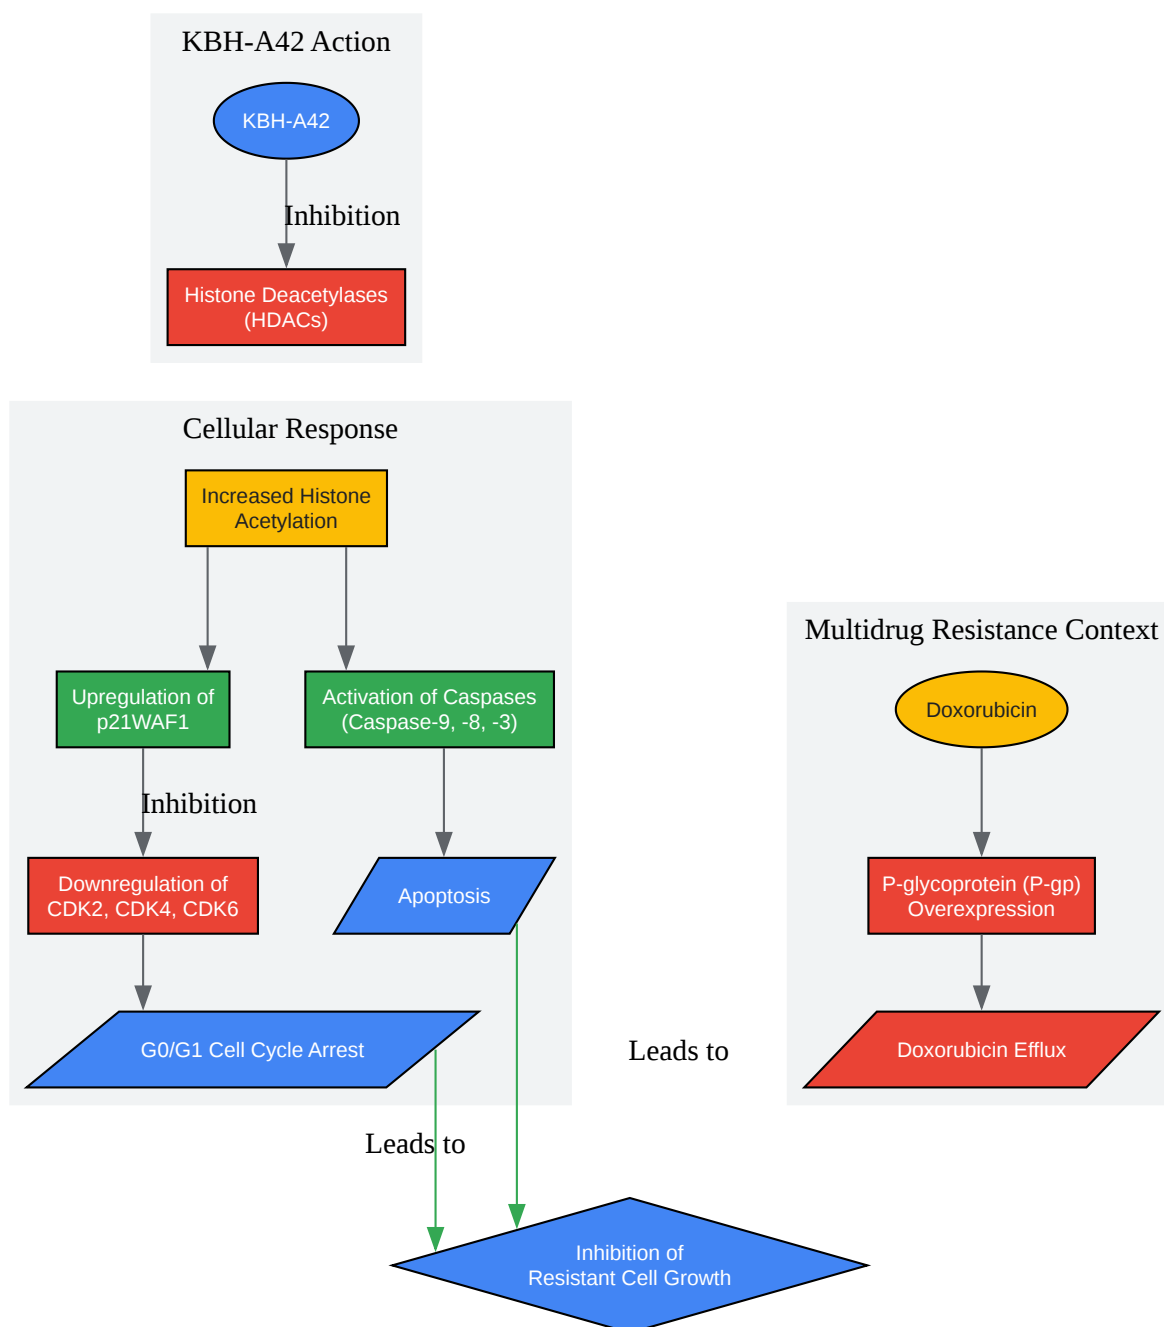 KBH-A42 Action
KBH-A42
Inhibition
Histone Deacetylases
(HDACs)
Cellular Response
Increased Histone
Acetylation
Upregulation of
p21WAF1
Activation of Caspases
(Caspase-9, -8, -3)
Inhibition
Downregulation of
CDK2, CDK4, CDK6
Apoptosis
G0/G1 Cell Cycle Arrest
Multidrug Resistance Context
Doxorubicin
P-glycoprotein (P-gp)
Overexpression
Doxorubicin Efflux
Leads to
Leads to
Inhibition of
Resistant Cell Growth